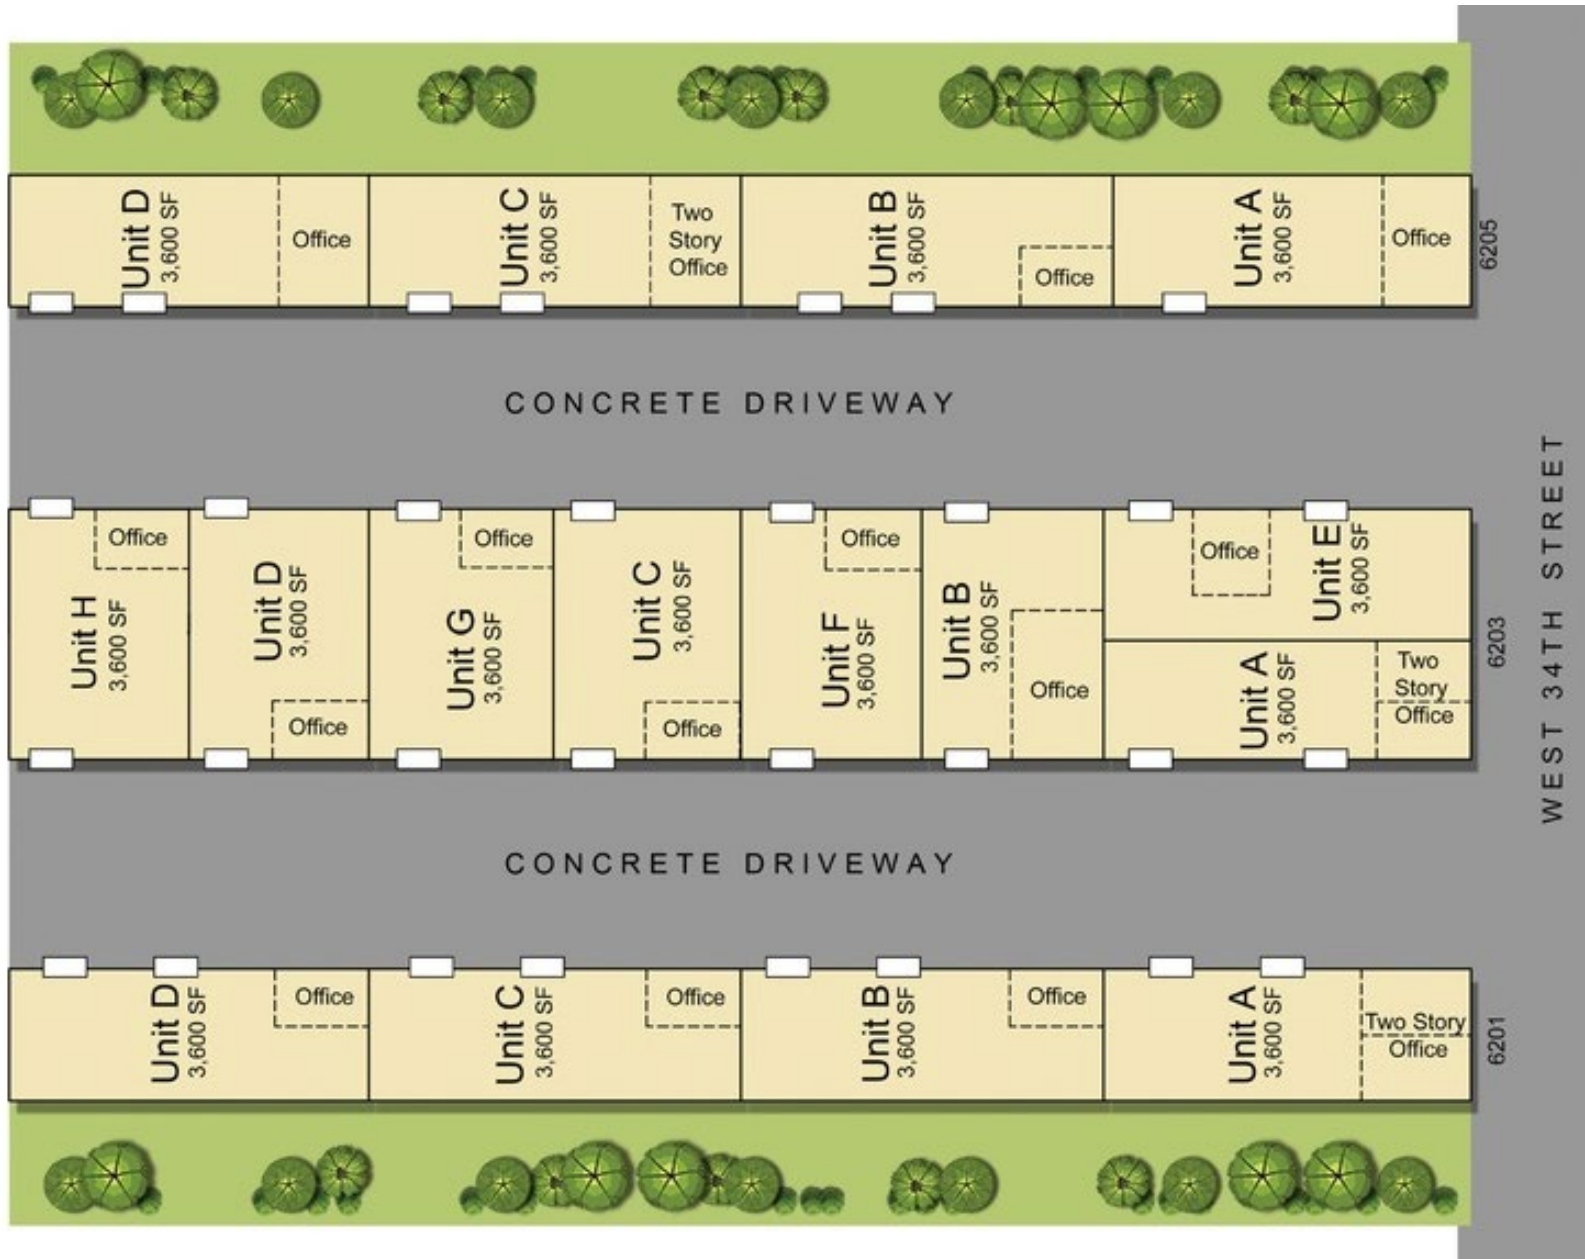 Unit D
3,600 SF
Office
Unit C
3,600 SF
Two
Story
Office
Unit B
3,600 SF
Office
Unit A
3,600 SF
Office
6205
CONCRETE DRIVEWAY
Unit H
3,600 SF
Office
Unit D
3,600 SF
Office
Unit G
3,600 SF
Office
Unit C
3,600 SF
Office
Unit F
3,600 SF
Office
Unit B
3,600 SF
Office
Office
Unit E
3,600 SF
Unit A
3,600 SF
Two
Story
Office
6203
WEST 34TH STREET
CONCRETE DRIVEWAY
Unit D
3,600 SF
Office
Unit C
3,600 SF
Office
Unit B
3,600 SF
Office
Unit A
3,600 SF
Two Story
Office
6201